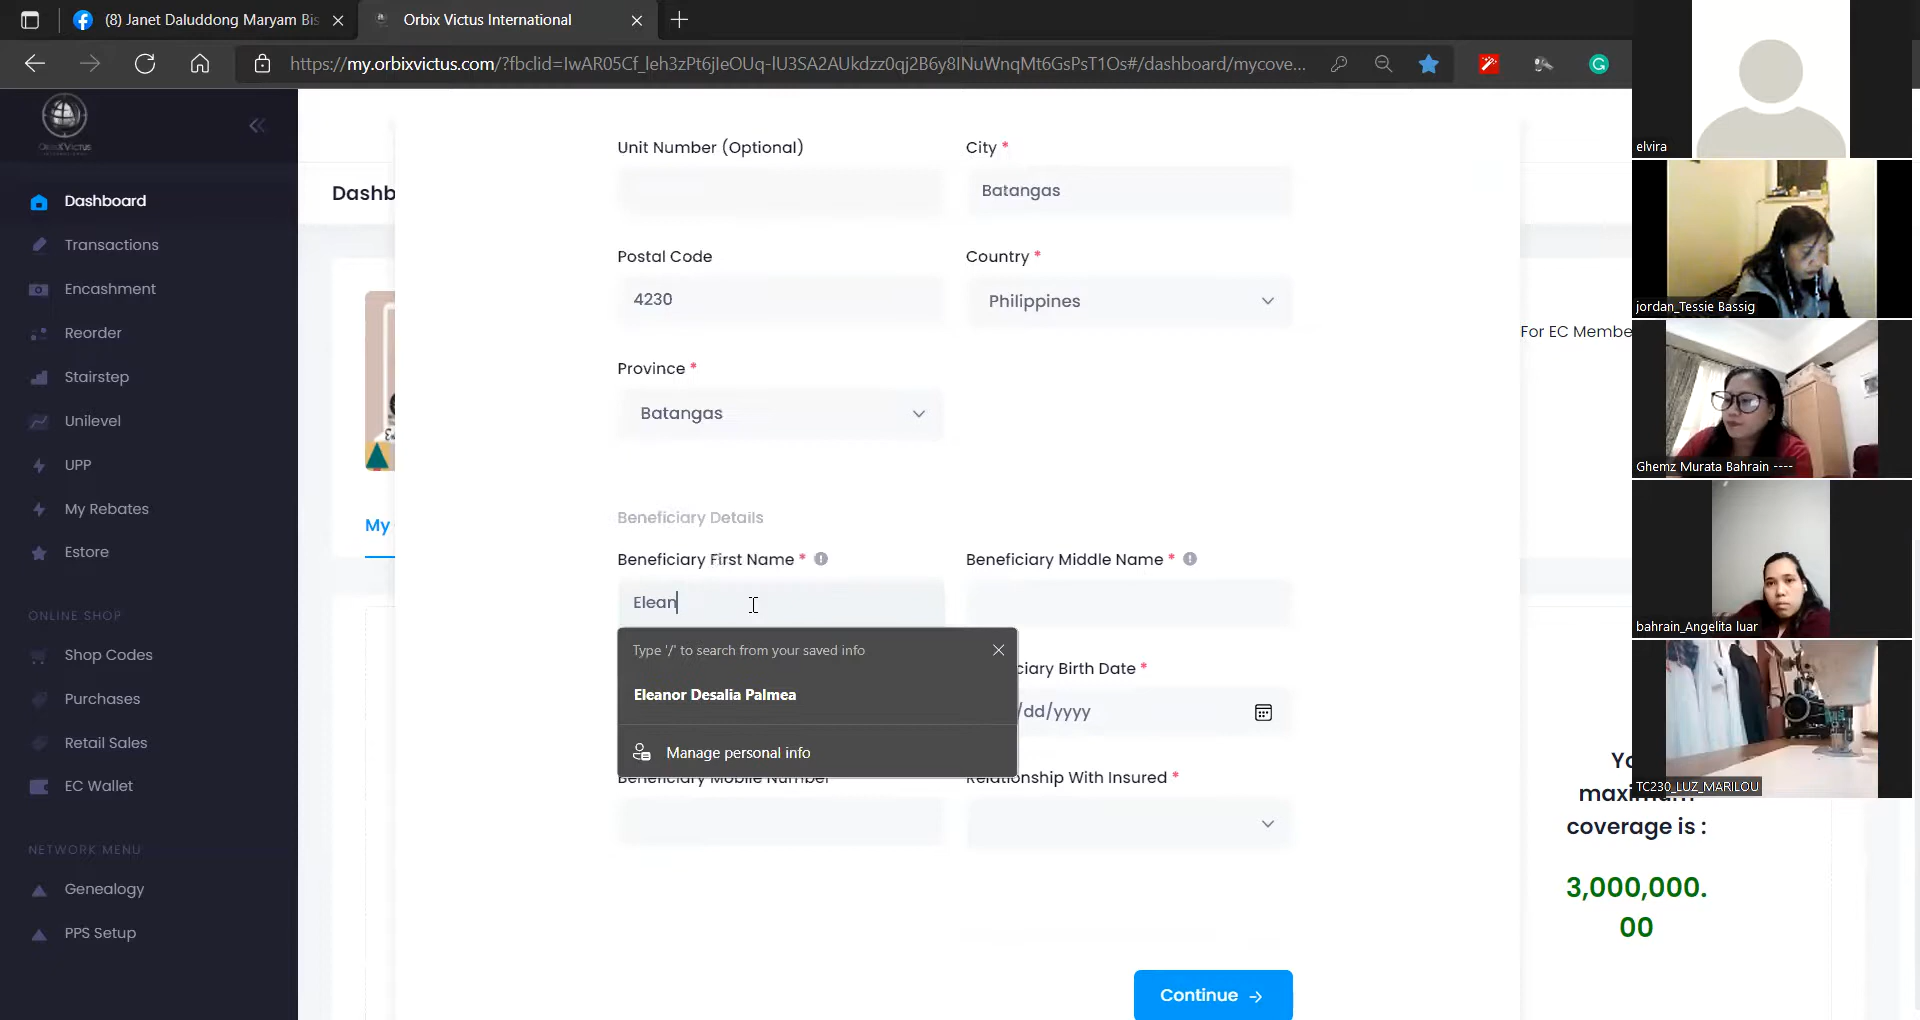 (8) Janet Daluddong Maryam Bis
Orbix Victus International
https://my.orbixvictus.com/?fbclid=IwAR05Cf_Ieh3zPt6jIeOUq-lU3SA2AUkdzz0qj2B6y8lNuWnqMt6GsPsT1Os#/dashboard/mycove...
Dashboard
Transactions
Encashment
Reorder
Stairstep
Unilevel
UPP
My Rebates
Estore
ONLINE SHOP
Shop Codes
Purchases
Retail Sales
EC Wallet
NETWORK MENU
Genealogy
PPS Setup
Dashb
My
Unit Number (Optional)
City *
Batangas
Postal Code
4230
Country *
Philippines
Province *
Batangas
Beneficiary Details
Beneficiary First Name *
Elean
Beneficiary Middle Name *
Type '/' to search from your saved info
Eleanor Desalia Palmea
Manage personal info
ciary Birth Date *
/dd/yyyy
Beneficiary Mobile Number
Relationship With Insured *
Continue
For EC Membe
Yo
maximum
coverage is :
3,000,000.
00
elvira
jordan_Tessie Bassig
Ghemz Murata Bahrain ----
bahrain_Angelita luar
TC230_LUZ_MARILOU